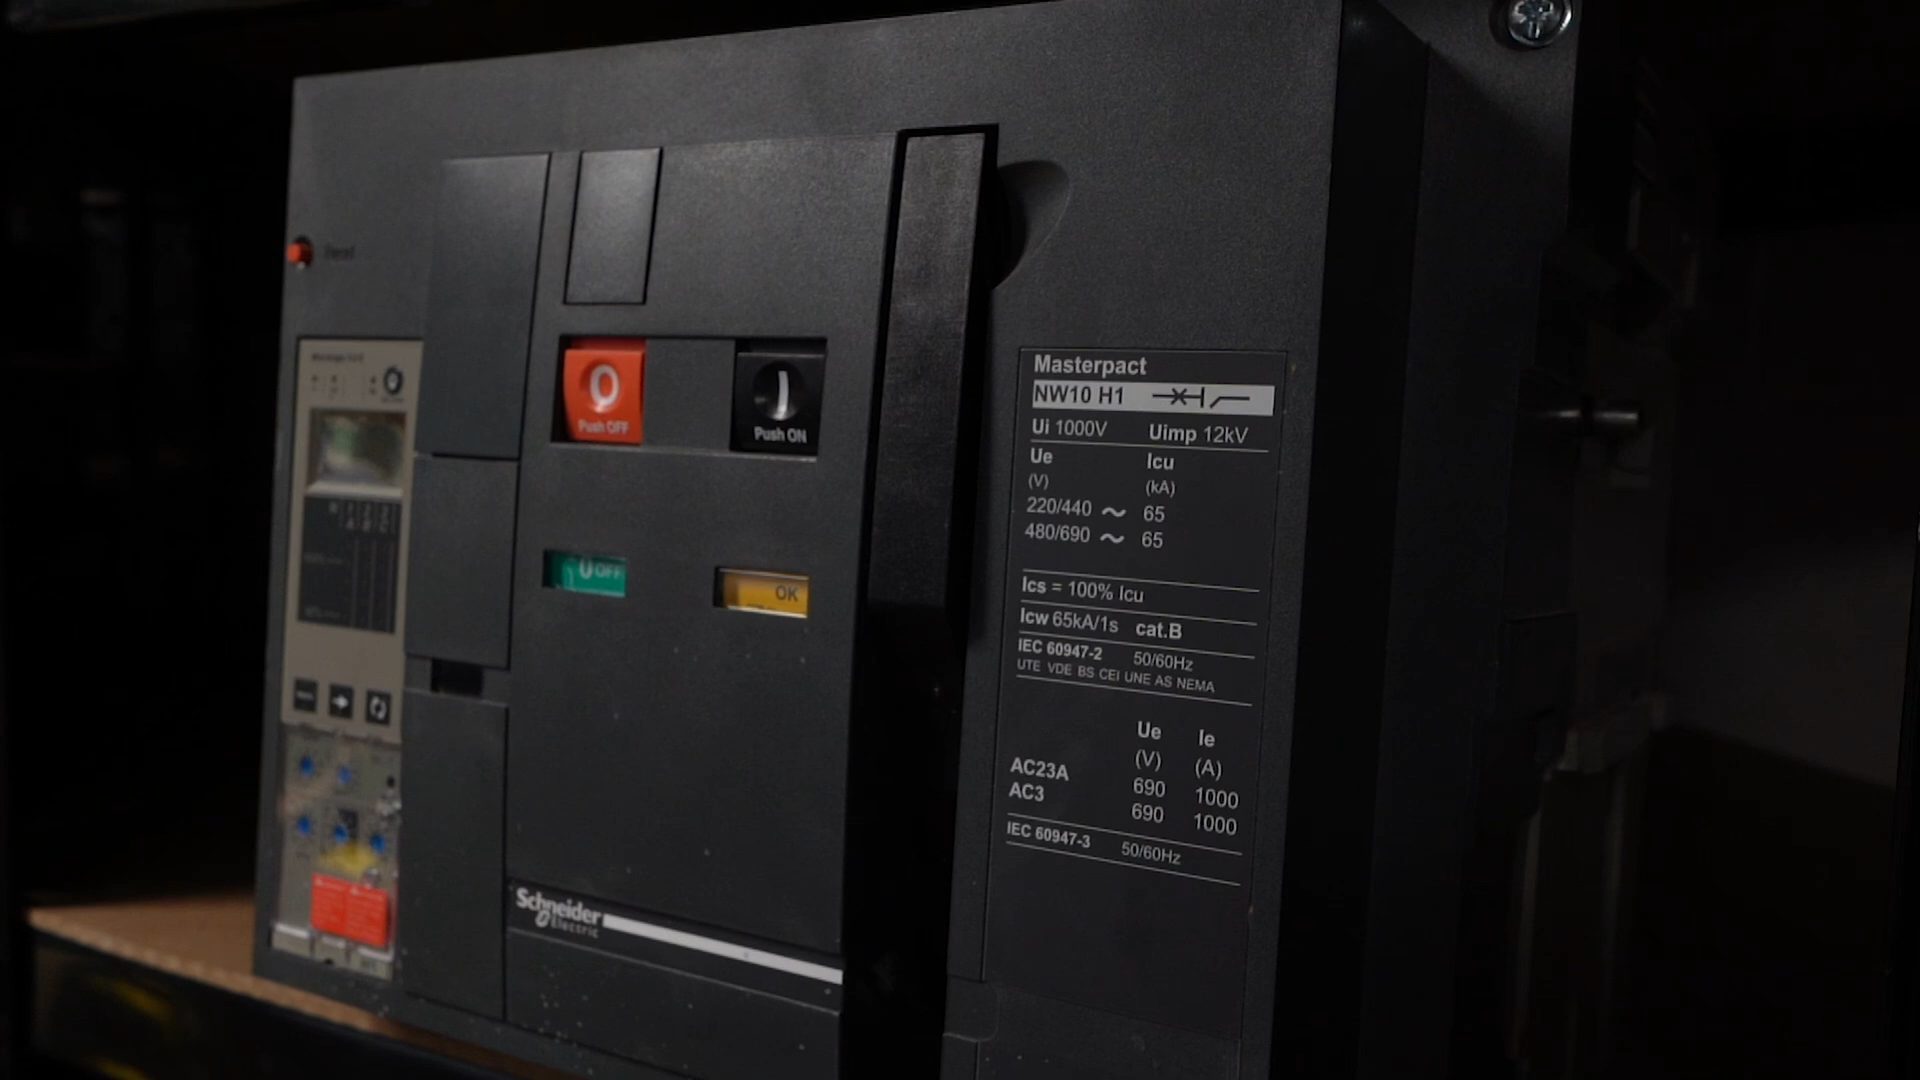 Reset
O
Push OFF
I
Push ON
O OFF
OK
Schneider
Electric
Masterpact
NW10 H1
Ui 1000V Uimp 12kV
Ue Icu
(V) (kA)
220/440 ~ 65
480/690 ~ 65
Ics = 100% Icu
Icw 65kA/1s cat.B
IEC 60947-2 50/60Hz
UTE VDE BS CEI UNE AS NEMA
Ue Ie
(V) (A)
AC23A 690 1000
AC3 690 1000
IEC 60947-3 50/60Hz